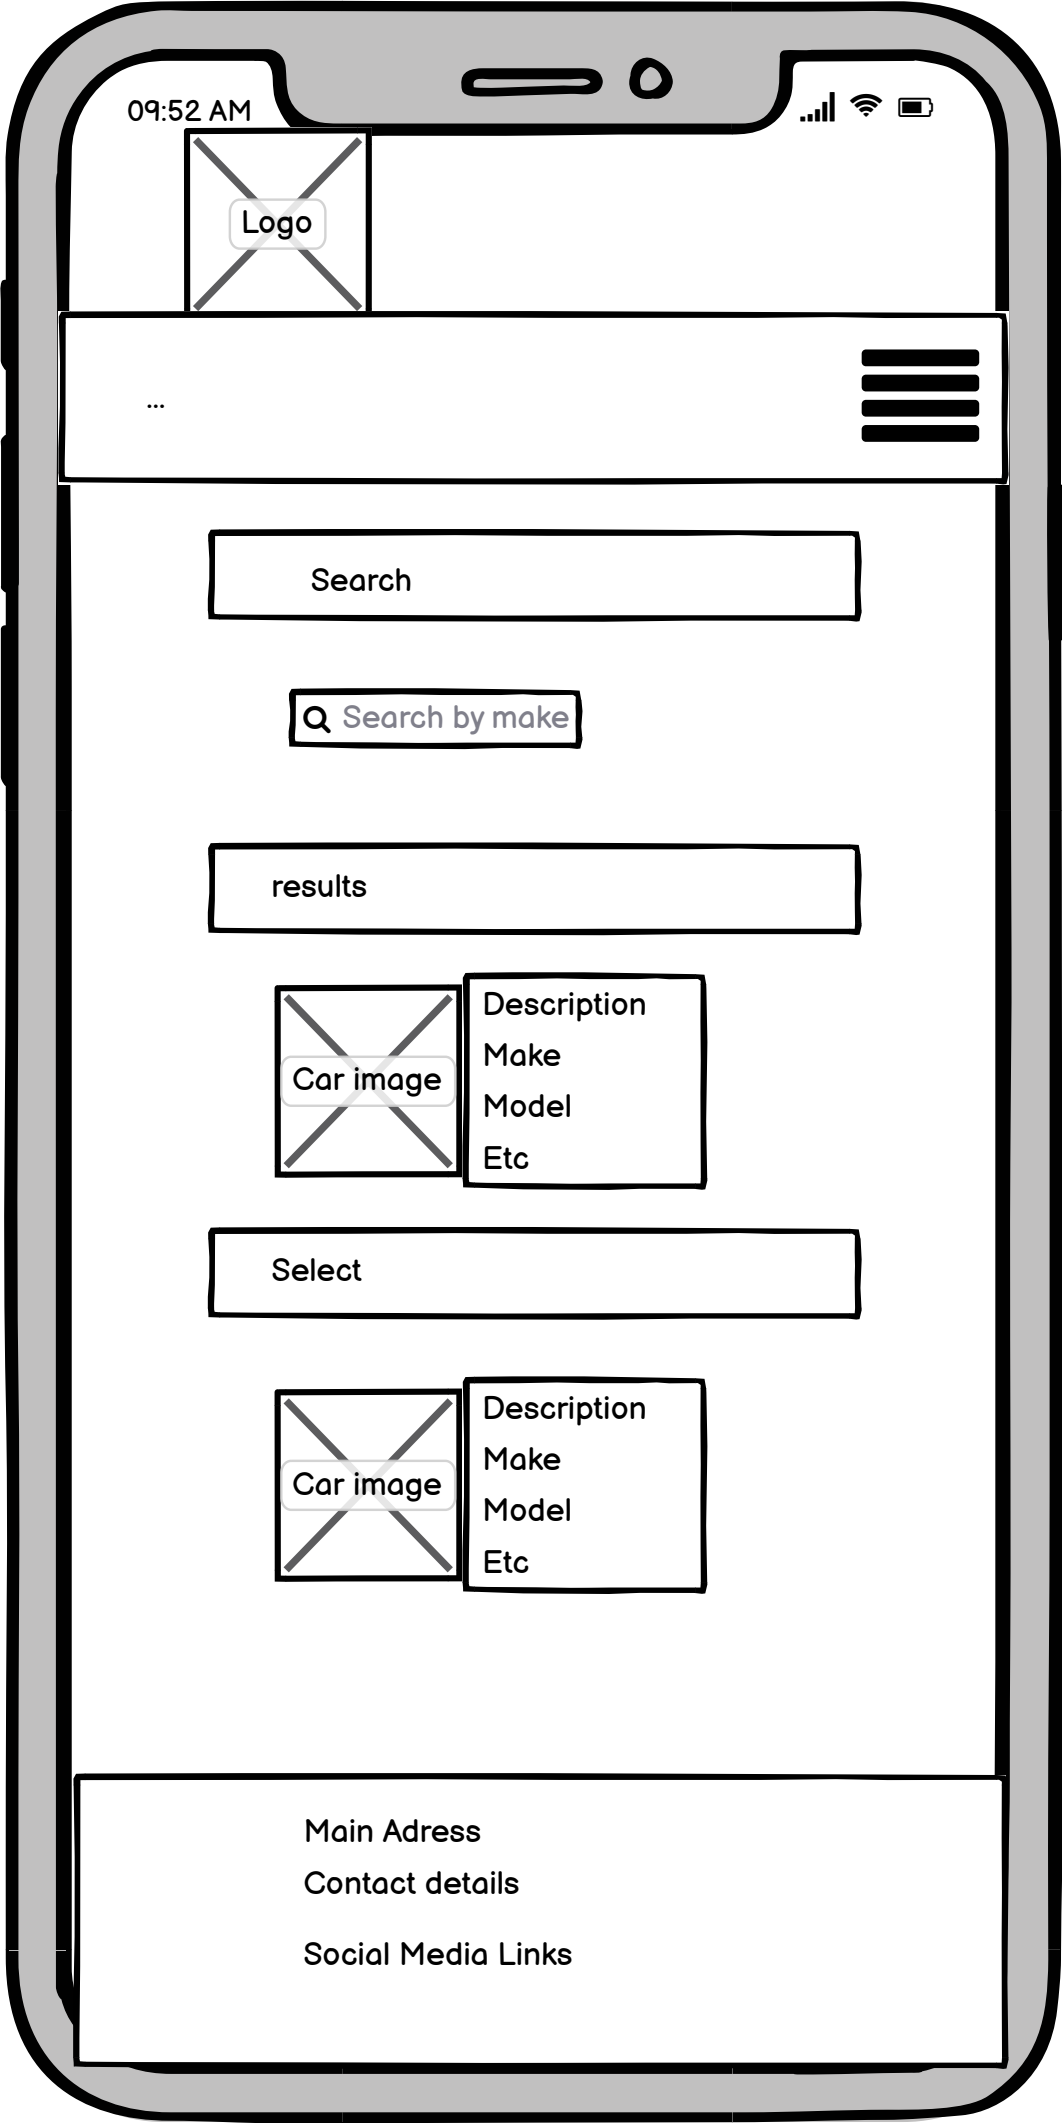 09:52 AM
Logo
...
Search
Search by make
results
Car image
Description
Make
Model
Etc
Select
Car image
Description
Make
Model
Etc
Main Adress
Contact details
Social Media Links